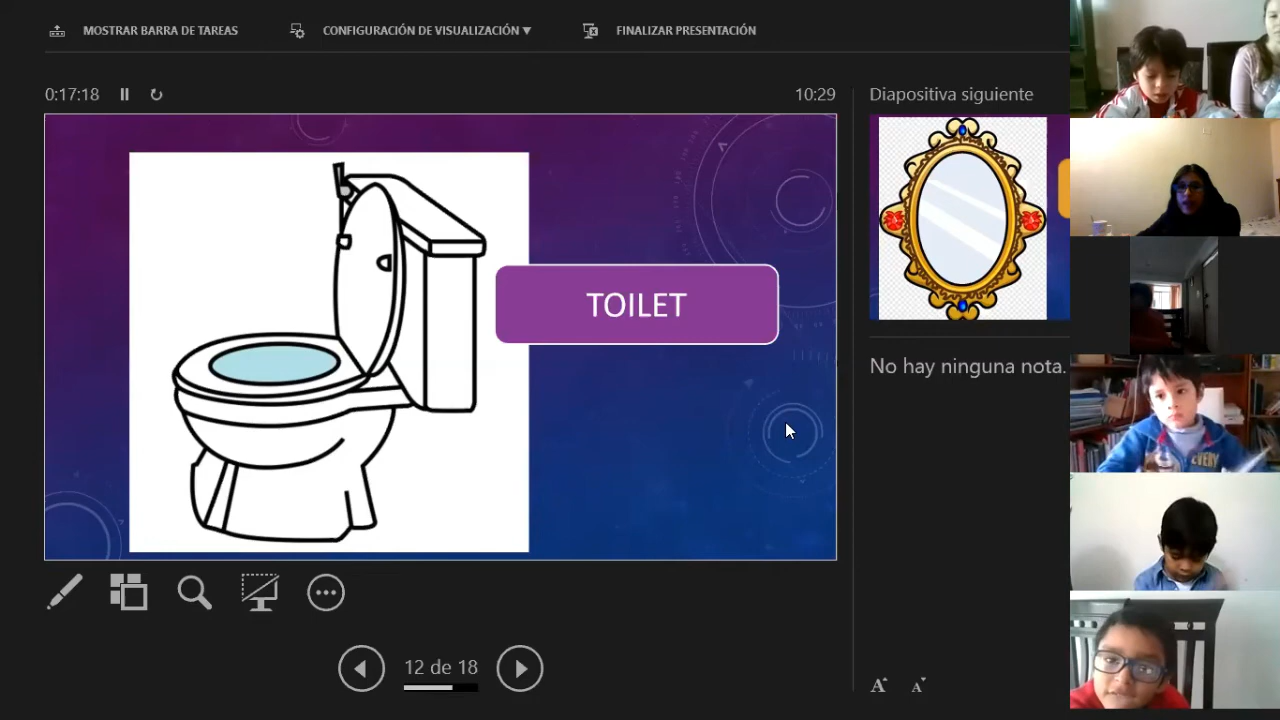 MOSTRAR BARRA DE TAREAS
CONFIGURACIÓN DE VISUALIZACIÓN ▼
FINALIZAR PRESENTACIÓN
0:17:18
10:29
Diapositiva siguiente
TOILET
No hay ninguna nota.
12 de 18
A A
EVERY